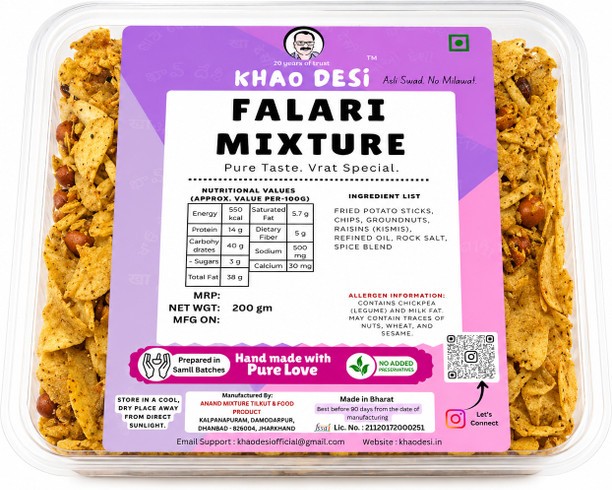 20 years of trust
KHAO DESi ™
Asli Swad. No Milawat.
FALARI
MIXTURE
Pure Taste. Vrat Special.
NUTRITIONAL VALUES
(APPROX. VALUE PER-100G)
Energy 550 kcal Saturated Fat 5.7 g
Protein 14 g Dietary Fiber 5 g
Carbohy drates 40 g Sodium 500 mg
- Sugars 3 g Calcium 30 mg
Total Fat 38 g
INGREDIENT LIST
FRIED POTATO STICKS,
CHIPS, GROUNDNUTS,
RAISINS (KISMIS),
REFINED OIL, ROCK SALT,
SPICE BLEND
MRP:
NET WGT: 200 gm
MFG ON:
ALLERGEN INFORMATION:
CONTAINS CHICKPEA
(LEGUME) AND MILK FAT.
MAY CONTAIN TRACES OF
NUTS, WHEAT, AND
SESAME.
Prepared in
Samll Batches
Hand made with
Pure Love
NO ADDED
PRESERVATIVES
STORE IN A COOL,
DRY PLACE AWAY
FROM DIRECT
SUNLIGHT.
Manufactured By:
ANAND MIXTURE TILKUT & FOOD
PRODUCT
KALPANAPURAM, DAMODARPUR,
DHANBAD - 826004, JHARKHAND
Made in Bharat
Best before 90 days from the date of
manufacturing
fssai Lic. No. : 21120172000251
Let's
Connect
Email Support : khaodesiofficial@gmail.com Website : khaodesi.in